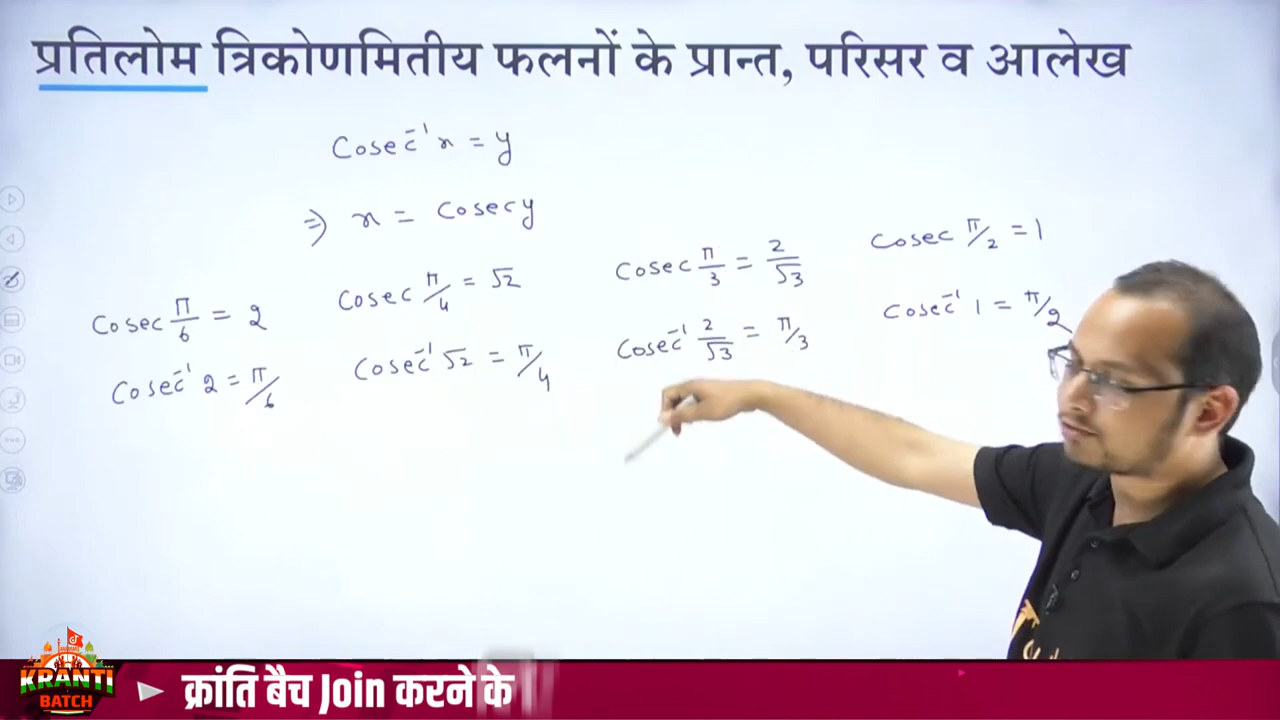 प्रतिलोम त्रिकोणमितीय फलनों के प्रान्त, परिसर व आलेख
Cosec⁻¹ x = y
⇒ x = Cosec y
Cosec π/6 = 2
Cosec⁻¹ 2 = π/6
Cosec π/4 = √2
Cosec⁻¹ √2 = π/4
Cosec π/3 = 2/√3
Cosec⁻¹ 2/√3 = π/3
Cosec π/2 = 1
Cosec⁻¹ 1 = π/2
KRANTI
BATCH
क्रांति बैच Join करने के